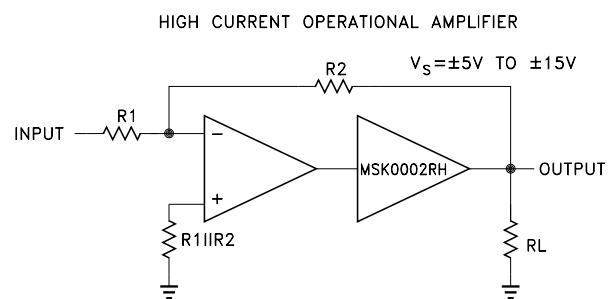 HIGH CURRENT OPERATIONAL AMPLIFIER
VS=±5V TO ±15V
R2
R1
INPUT
−
+
MSK0002RH
OUTPUT
R1IIR2
RL